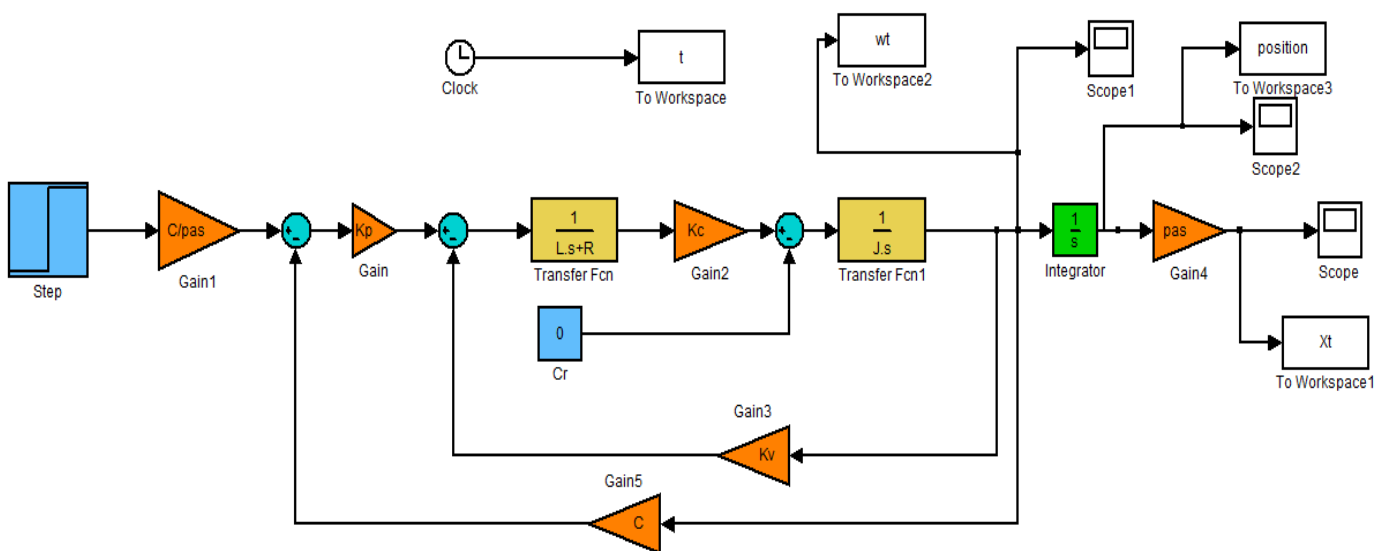 Clock
t
To Workspace
wt
To Workspace2
Scope1
position
To Workspace3
Scope2
Step
C/pas
Gain1
+
-
Kp
Gain
+
-
1
L.s+R
Transfer Fcn
Kc
Gain2
+
-
1
J.s
Transfer Fcn1
1
s
Integrator
pas
Gain4
Scope
0
Cr
Xt
To Workspace1
Gain3
Kv
Gain5
C